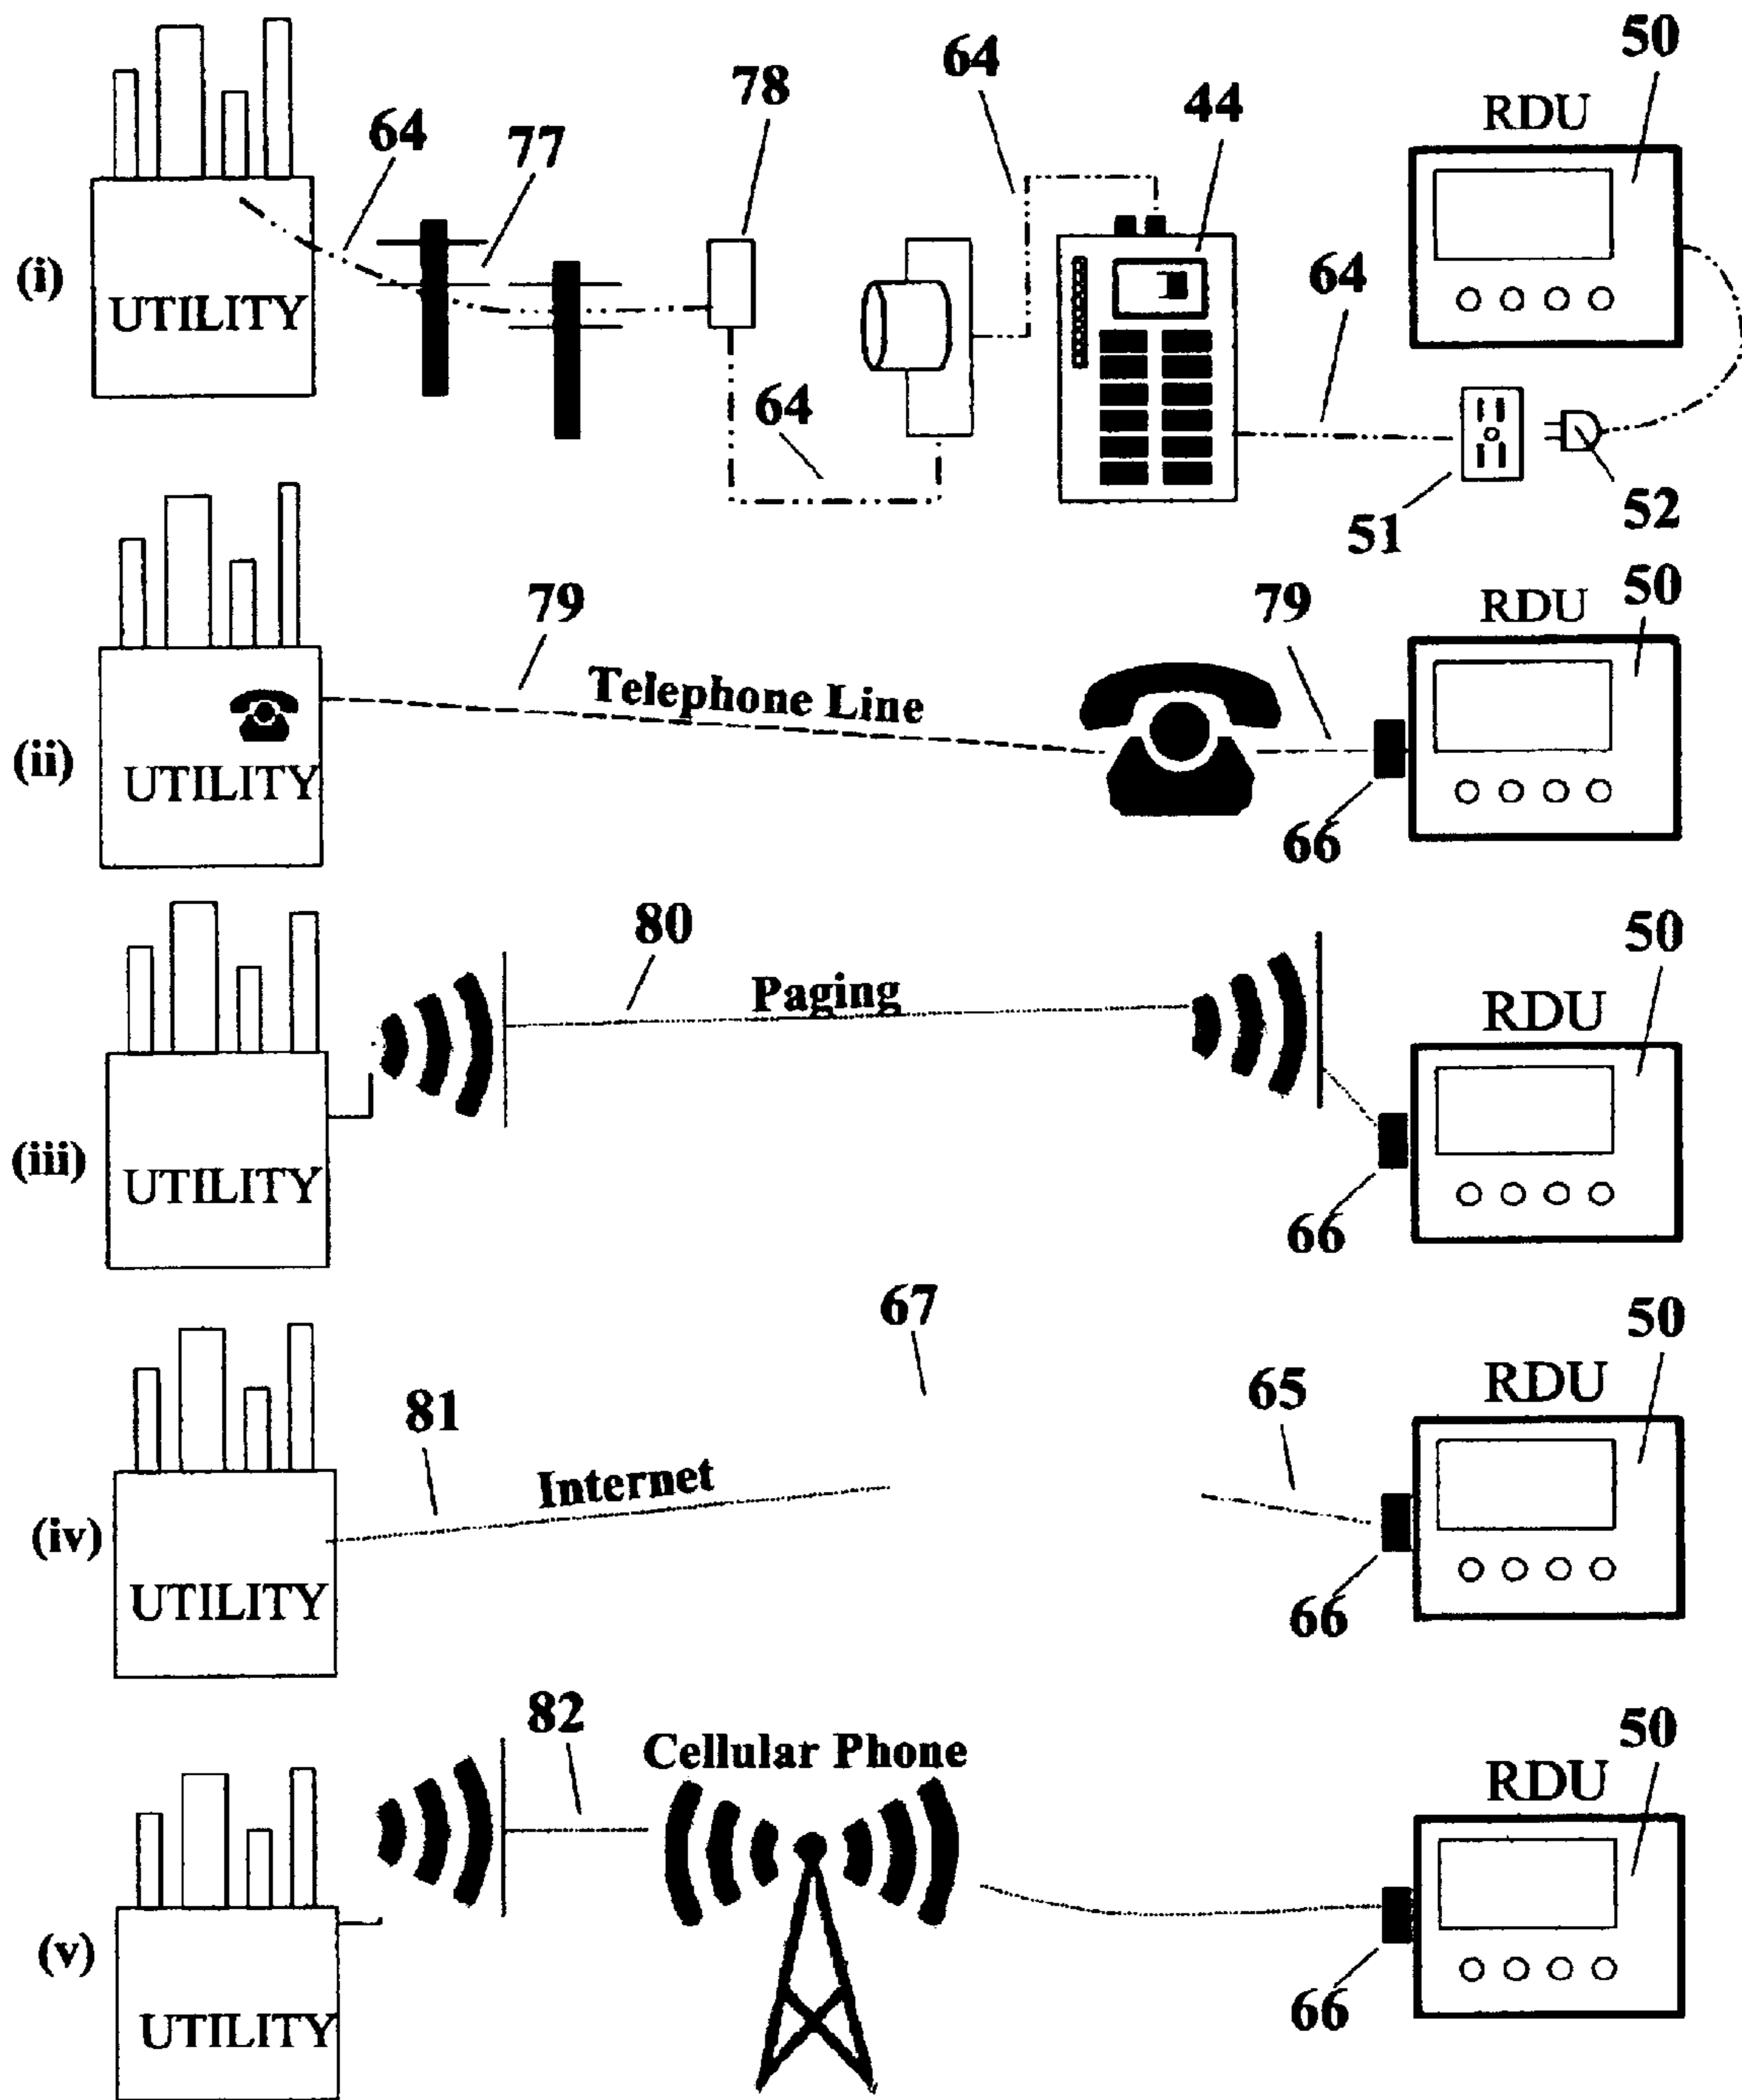 50
64
78
44
RDU
64
77
(i)
UTILITY
64
64
51
52
79
79
50
RDU
Telephone Line
(ii)
UTILITY
66
80
50
Paging
RDU
(iii)
UTILITY
66
67
50
81
65
RDU
Internet
(iv)
UTILITY
66
82
50
Cellular Phone
RDU
(v)
UTILITY
66